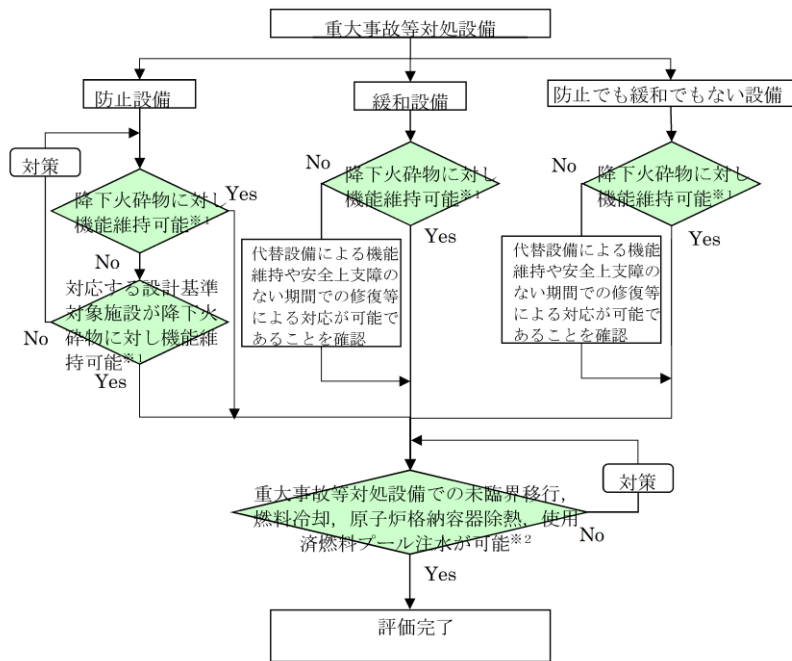 重大事故等対処設備
防止設備
緩和設備
防止でも緩和でもない設備
対策
降下火砕物に対し
機能維持可能※1
Yes
No
対応する設計基準
対象施設が降下火
砕物に対し機能維
持可能※1
No
Yes
No
降下火砕物に対し
機能維持可能※1
Yes
代替設備による機能
維持や安全上支障の
ない期間での修復等
による対応が可能で
あることを確認
No
降下火砕物に対し
機能維持可能※1
Yes
代替設備による機能
維持や安全上支障の
ない期間での修復等
による対応が可能で
あることを確認
対策
重大事故等対処設備での未臨界移行，
燃料冷却，原子炉格納容器除熱，使用
済燃料プール注水が可能※2
No
Yes
評価完了